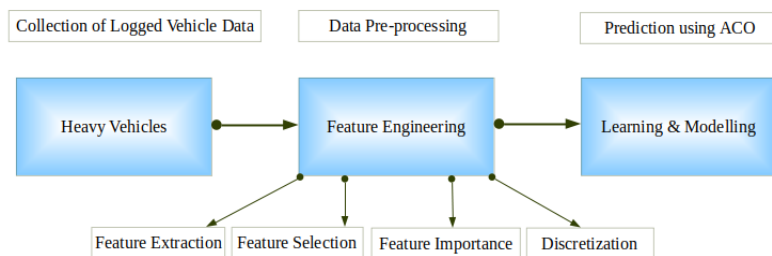 Collection of Logged Vehicle Data
Data Pre-processing
Prediction using ACO
Heavy Vehicles
Feature Engineering
Learning & Modelling
Feature Extraction
Feature Selection
Feature Importance
Discretization